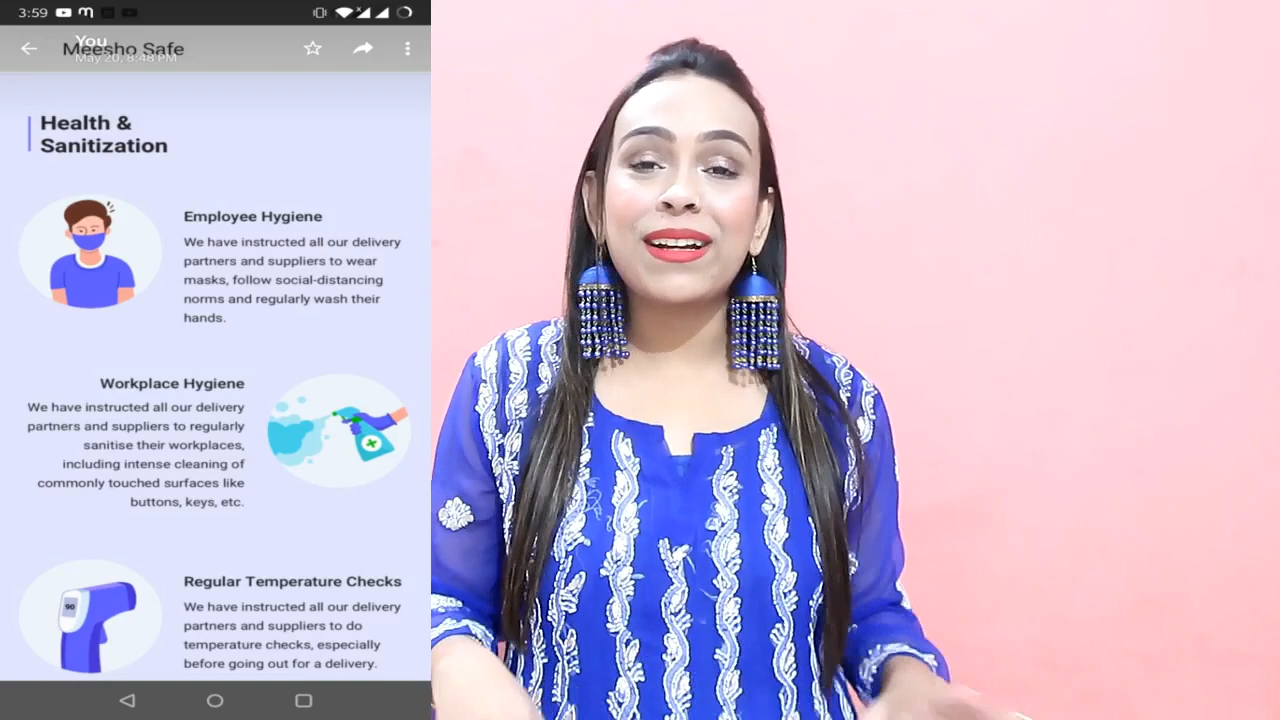 3:59
You
Meesho Safe
May 20, 8:48 PM
Health &
Sanitization
Employee Hygiene
We have instructed all our delivery
partners and suppliers to wear
masks, follow social-distancing
norms and regularly wash their
hands.
Workplace Hygiene
We have instructed all our delivery
partners and suppliers to regularly
sanitise their workplaces,
including intense cleaning of
commonly touched surfaces like
buttons, keys, etc.
90
Regular Temperature Checks
We have instructed all our delivery
partners and suppliers to do
temperature checks, especially
before going out for a delivery.